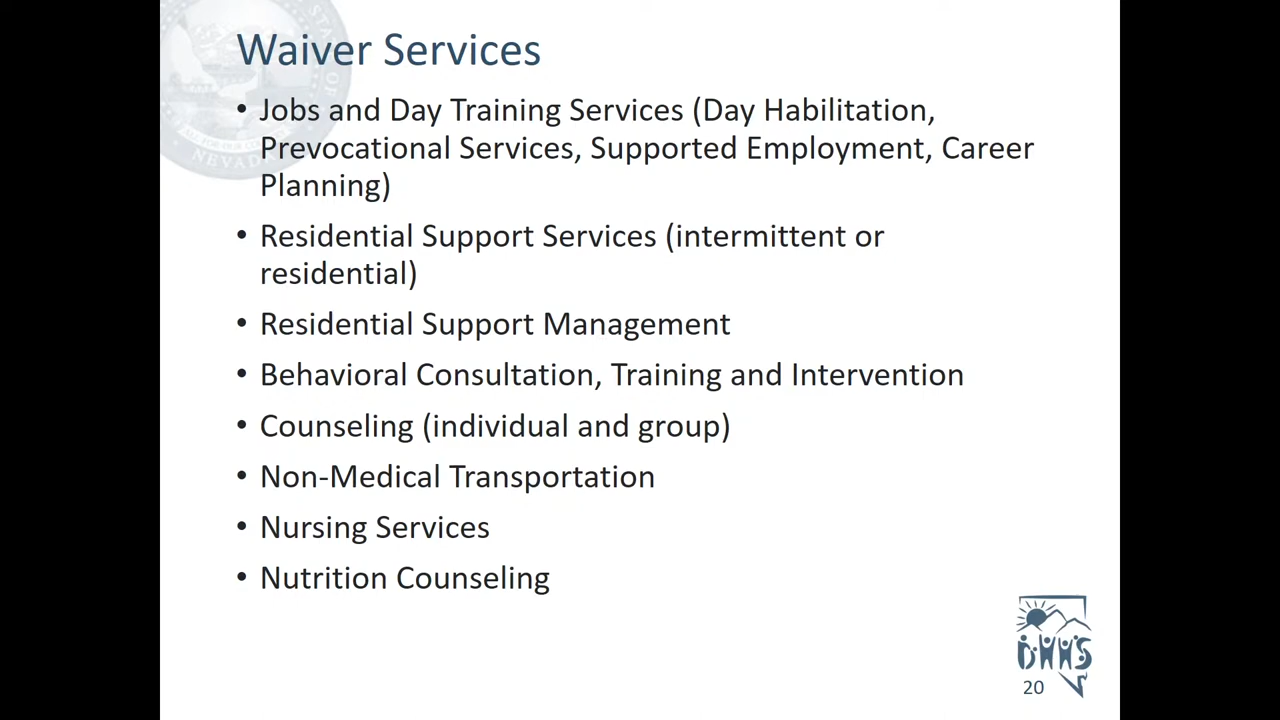 Waiver Services
• Jobs and Day Training Services (Day Habilitation,
Prevocational Services, Supported Employment, Career
Planning)
• Residential Support Services (intermittent or
residential)
• Residential Support Management
• Behavioral Consultation, Training and Intervention
• Counseling (individual and group)
• Non-Medical Transportation
• Nursing Services
• Nutrition Counseling
DHHS
20
NEVADA